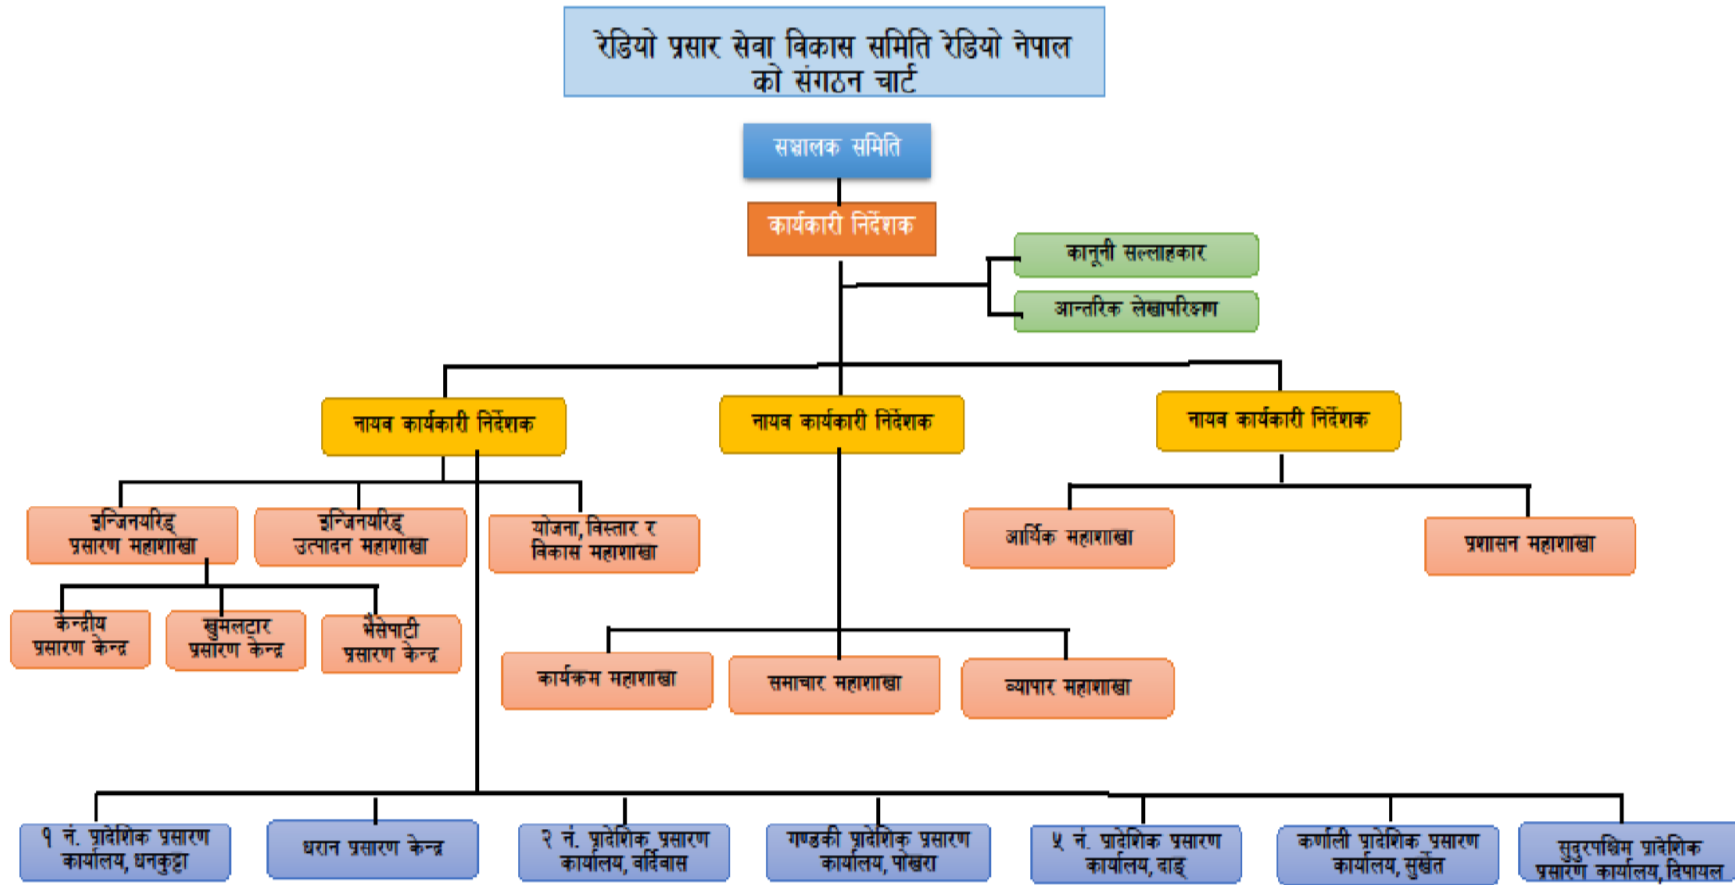 रेडियो प्रसार सेवा विकास समिति रेडियो नेपाल
को संगठन चार्ट
सञ्चालक समिति
कार्यकारी निर्देशक
कानूनी सल्लाहकार
आन्तरिक लेखापरिक्षण
नायव कार्यकारी निर्देशक
नायव कार्यकारी निर्देशक
नायव कार्यकारी निर्देशक
इन्जिनयरिङ्
प्रसारण महाशाखा
इन्जिनयरिङ्
उत्पादन महाशाखा
योजना, विस्तार र
विकास महाशाखा
आर्थिक महाशाखा
प्रशासन महाशाखा
केन्द्रीय
प्रसारण केन्द्र
खुमलटार
प्रसारण केन्द्र
भैसेपाटी
प्रसारण केन्द्र
कार्यक्रम महाशाखा
समाचार महाशाखा
व्यापार महाशाखा
१ नं. प्रादेशिक प्रसारण
कार्यालय, धनकुट्टा
धरान प्रसारण केन्द्र
२ नं. प्रादेशिक प्रसारण
कार्यालय, वर्दिवास
गण्डकी प्रादेशिक प्रसारण
कार्यालय, पोखरा
५ नं. प्रादेशिक प्रसारण
कार्यालय, दाङ्
कर्णाली प्रादेशिक प्रसारण
कार्यालय, सुर्खेत
सुदुरपश्चिम प्रादेशिक
प्रसारण कार्यालय, दिपायल